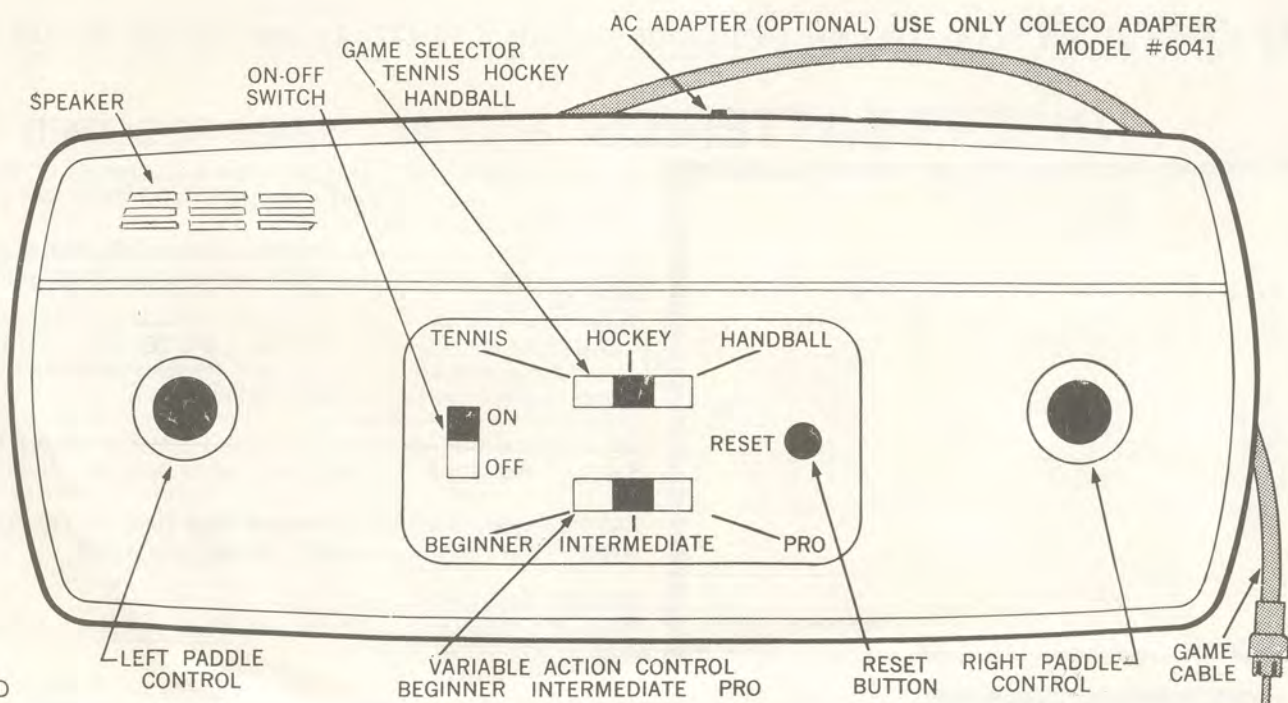 AC ADAPTER (OPTIONAL) USE ONLY COLECO ADAPTER
MODEL #6041
GAME SELECTOR
TENNIS HOCKEY
HANDBALL
ON-OFF
SWITCH
SPEAKER
TENNIS HOCKEY HANDBALL
ON
OFF
RESET
BEGINNER INTERMEDIATE PRO
LEFT PADDLE
CONTROL
VARIABLE ACTION CONTROL
BEGINNER INTERMEDIATE PRO
RESET
BUTTON
RIGHT PADDLE
CONTROL
GAME
CABLE